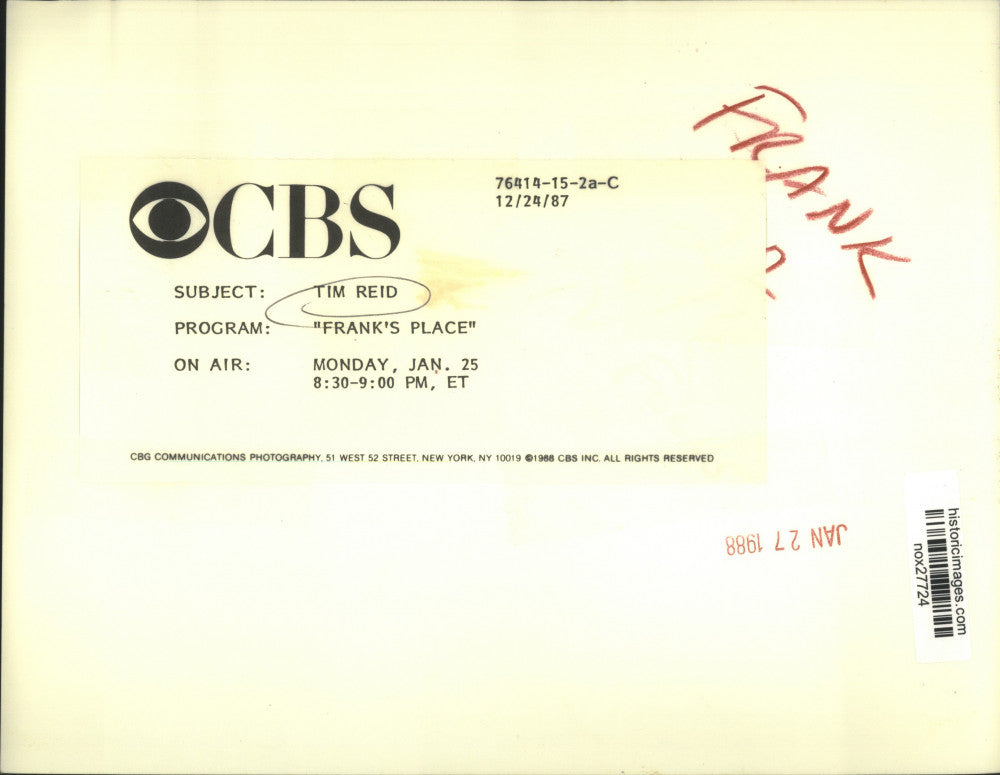 FRANK
76414-15-2a-C
12/24/87
CBS
SUBJECT: TIM REID
PROGRAM: "FRANK'S PLACE"
ON AIR: MONDAY, JAN. 25
8:30-9:00 PM, ET
CBG COMMUNICATIONS PHOTOGRAPHY, 51 WEST 52 STREET, NEW YORK, NY 10019 ©1988 CBS INC. ALL RIGHTS RESERVED
JAN 27 1988
historicimages.com
nox27724